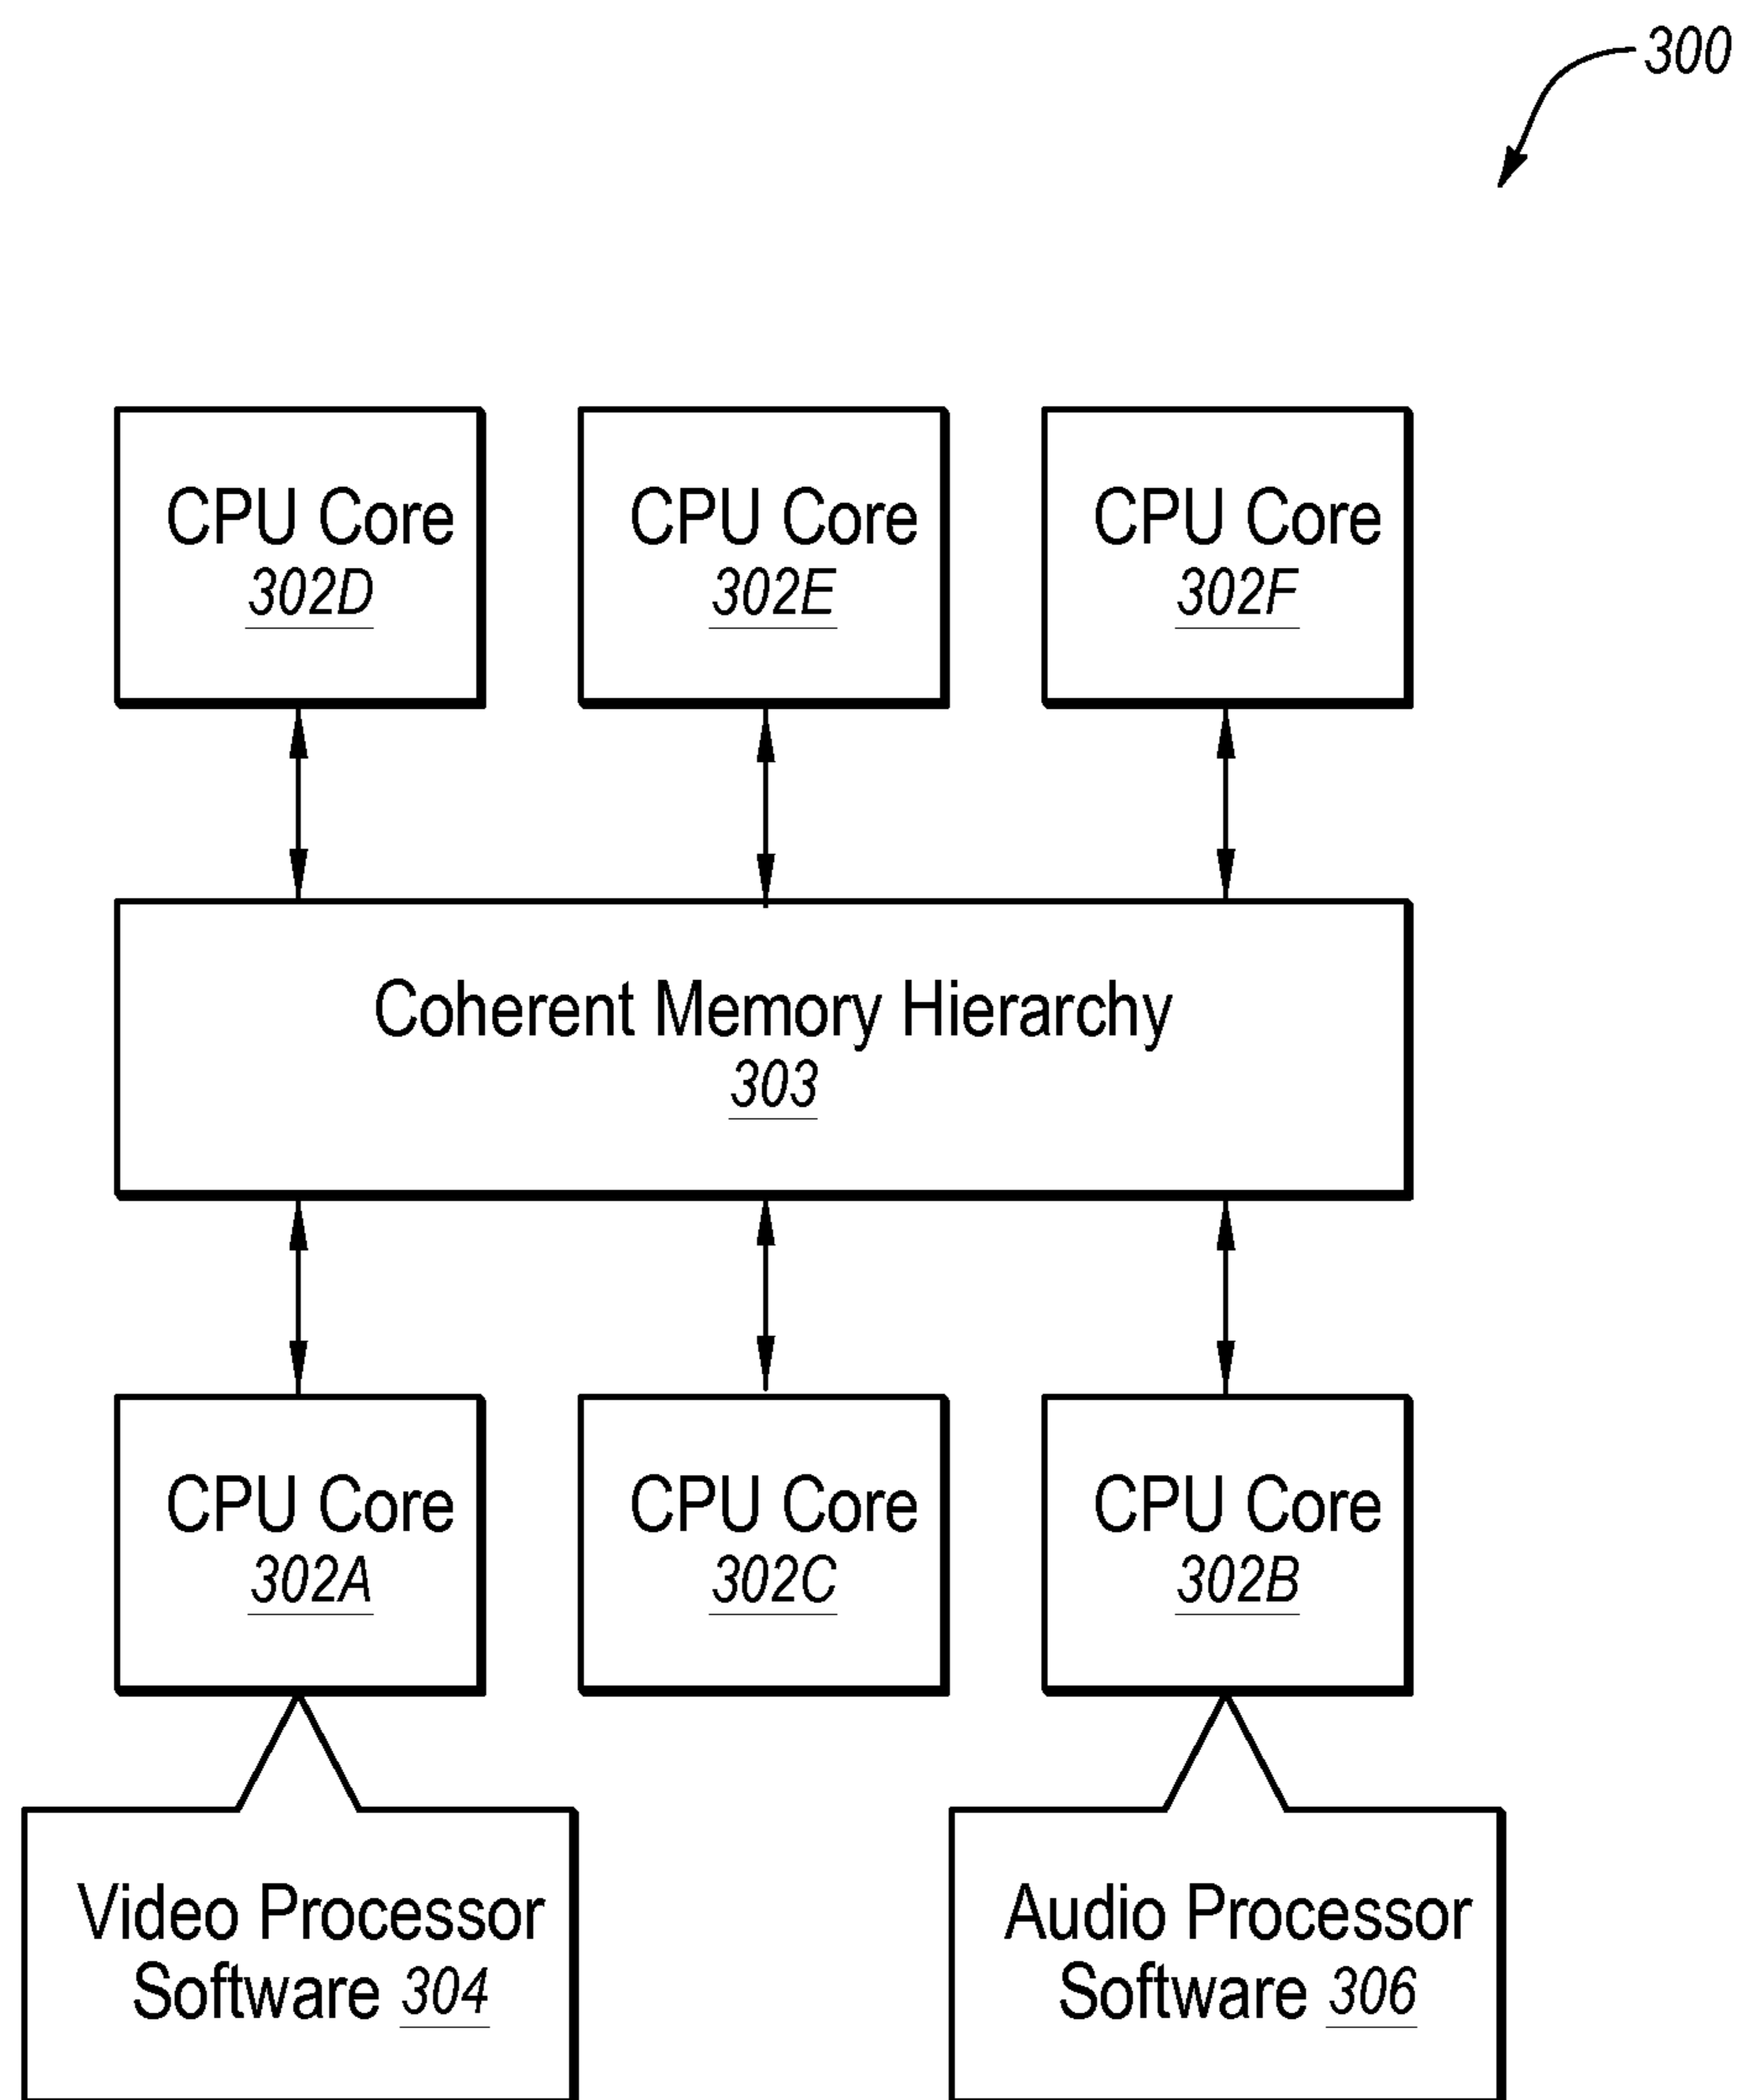 300
CPU Core
302D
CPU Core
302E
CPU Core
302F
Coherent Memory Hierarchy
303
CPU Core
302A
CPU Core
302C
CPU Core
302B
Video Processor
Software 304
Audio Processor
Software 306